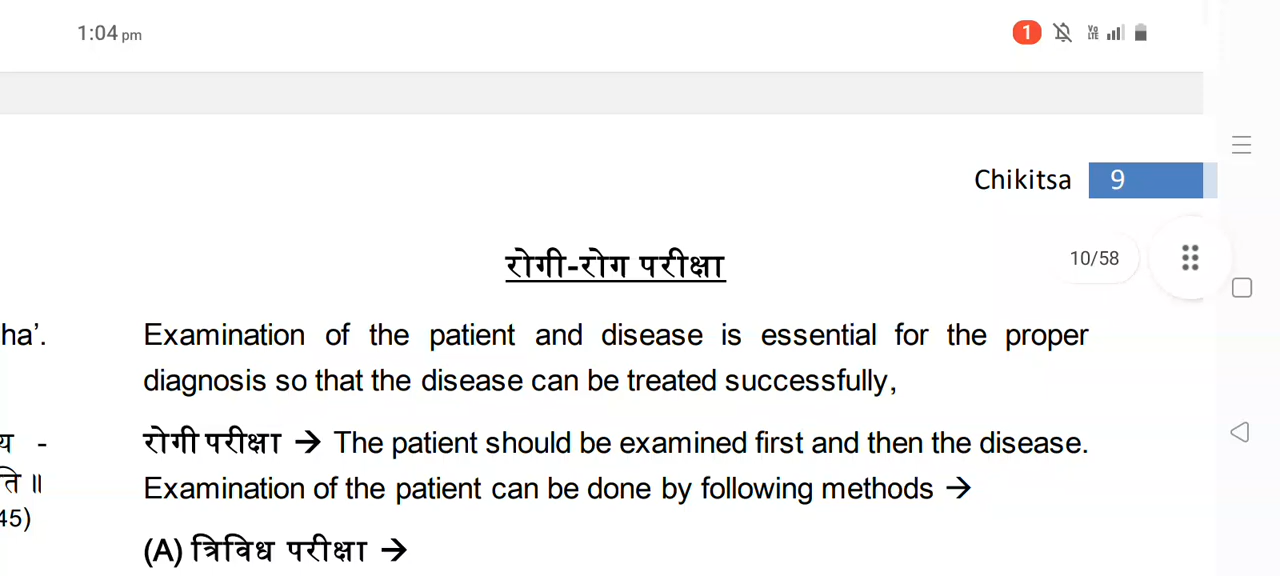 1:04 pm
1
Vo LTE
Chikitsa 9
रोगी-रोग परीक्षा
10/58
ha’. Examination of the patient and disease is essential for the proper
diagnosis so that the disease can be treated successfully,
य - रोगी परीक्षा → The patient should be examined first and then the disease.
ति ॥ Examination of the patient can be done by following methods →
45)
(A) त्रिविध परीक्षा →